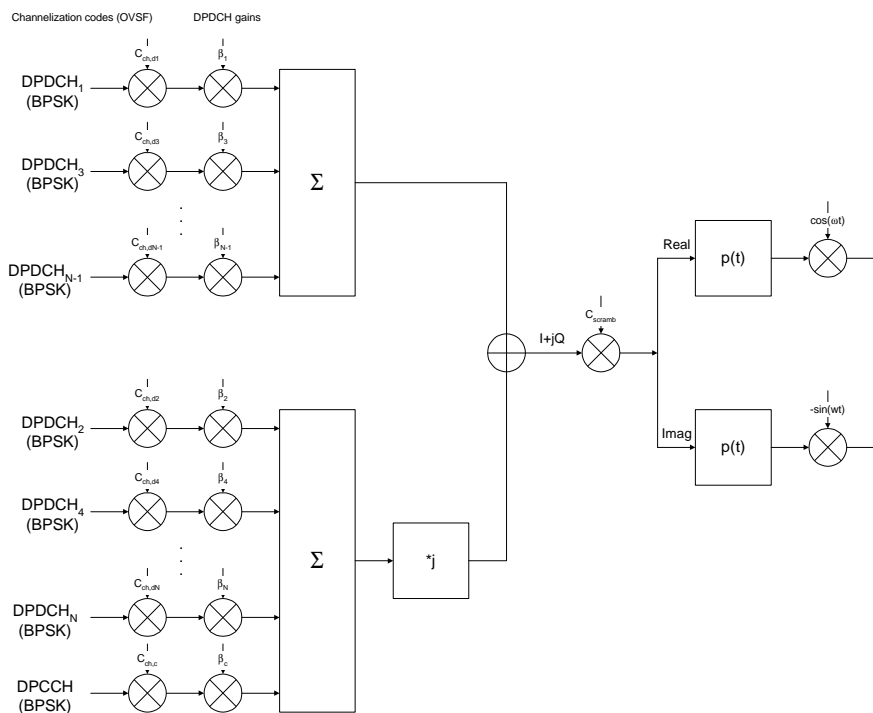 Channelization codes (OVSF) DPDCH gains
C_ch,d1 β_1
DPDCH_1
(BPSK)
C_ch,d3 β_3
DPDCH_3
(BPSK)
Σ
C_ch,dN-1 β_N-1
DPDCH_N-1
(BPSK)
cos(ωt)
Real
p(t)
C_scramb
I+jQ
C_ch,d2 β_2
DPDCH_2
(BPSK)
-sin(wt)
Imag
p(t)
C_ch,d4 β_4
DPDCH_4
(BPSK)
Σ
*j
C_ch,dN β_N
DPDCH_N
(BPSK)
C_ch,c β_c
DPCCH
(BPSK)